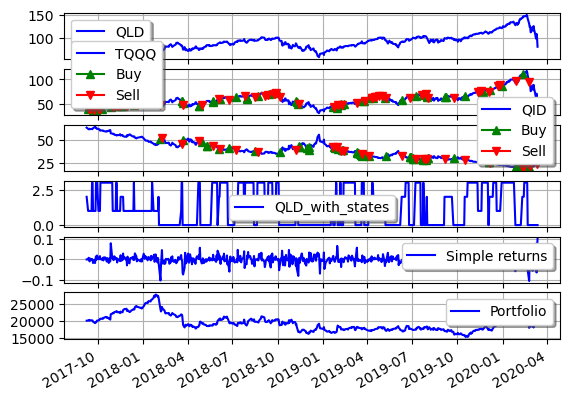 150
100
QLD
TQQQ
Buy
Sell
100
50
QID
Buy
Sell
50
25
2.5
0.0
QLD_with_states
0.1
0.0
-0.1
Simple returns
25000
20000
15000
Portfolio
2017-10
2018-01
2018-04
2018-07
2018-10
2019-01
2019-04
2019-07
2019-10
2020-01
2020-04